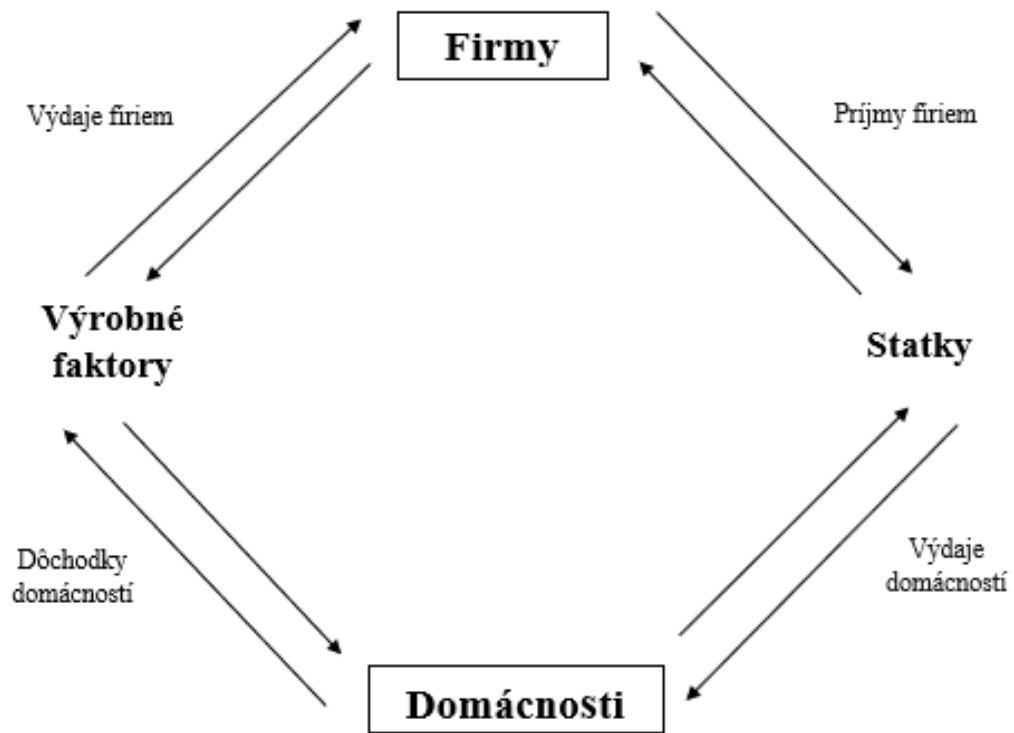 Firmy
Výdaje firiem
Príjmy firiem
Výrobné
faktory
Statky
Dôchodky
domácností
Výdaje
domácností
Domácnosti